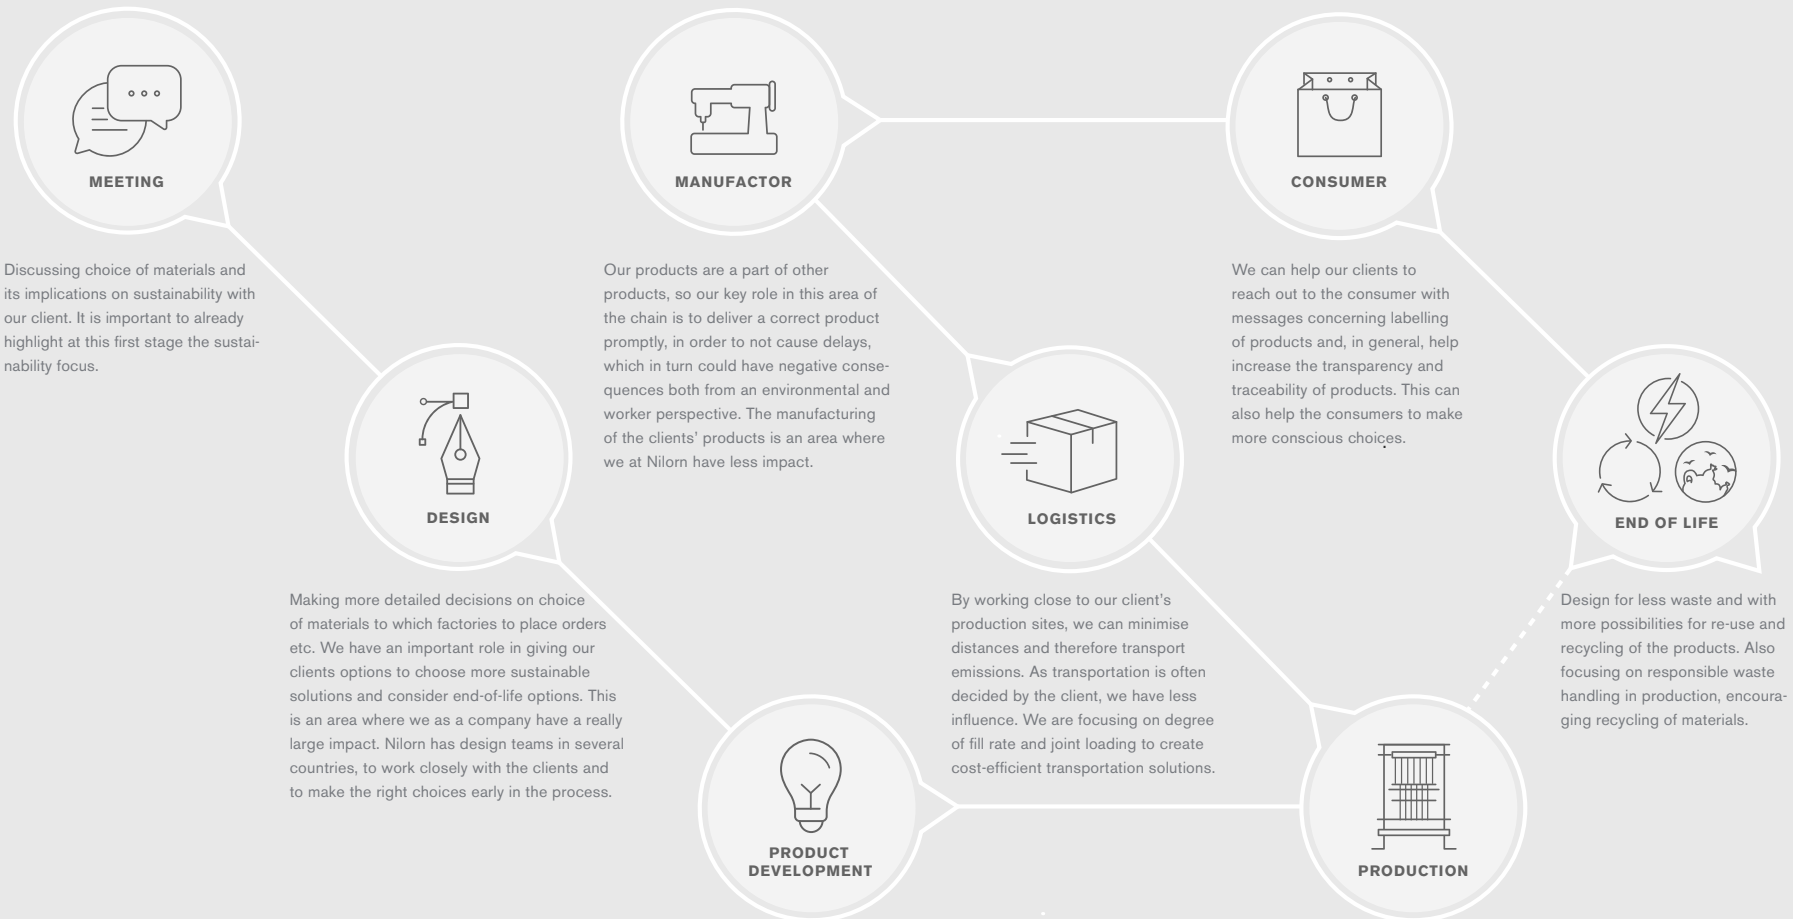 MEETING
Discussing choice of materials and
its implications on sustainability with
our client. It is important to already
highlight at this first stage the sustai-
nability focus.
DESIGN
Making more detailed decisions on choice
of materials to which factories to place orders
etc. We have an important role in giving our
clients options to choose more sustainable
solutions and consider end-of-life options. This
is an area where we as a company have a really
large impact. Nilorn has design teams in several
countries, to work closely with the clients and
to make the right choices early in the process.
PRODUCT
DEVELOPMENT
PRODUCTION
LOGISTICS
By working close to our client's
production sites, we can minimise
distances and therefore transport
emissions. As transportation is often
decided by the client, we have less
influence. We are focusing on degree
of fill rate and joint loading to create
cost-efficient transportation solutions.
MANUFACTOR
Our products are a part of other
products, so our key role in this area of
the chain is to deliver a correct product
promptly, in order to not cause delays,
which in turn could have negative conse-
quences both from an environmental and
worker perspective. The manufacturing
of the clients' products is an area where
we at Nilorn have less impact.
CONSUMER
We can help our clients to
reach out to the consumer with
messages concerning labelling
of products and, in general, help
increase the transparency and
traceability of products. This can
also help the consumers to make
more conscious choices.
END OF LIFE
Design for less waste and with
more possibilities for re-use and
recycling of the products. Also
focusing on responsible waste
handling in production, encoura-
ging recycling of materials.